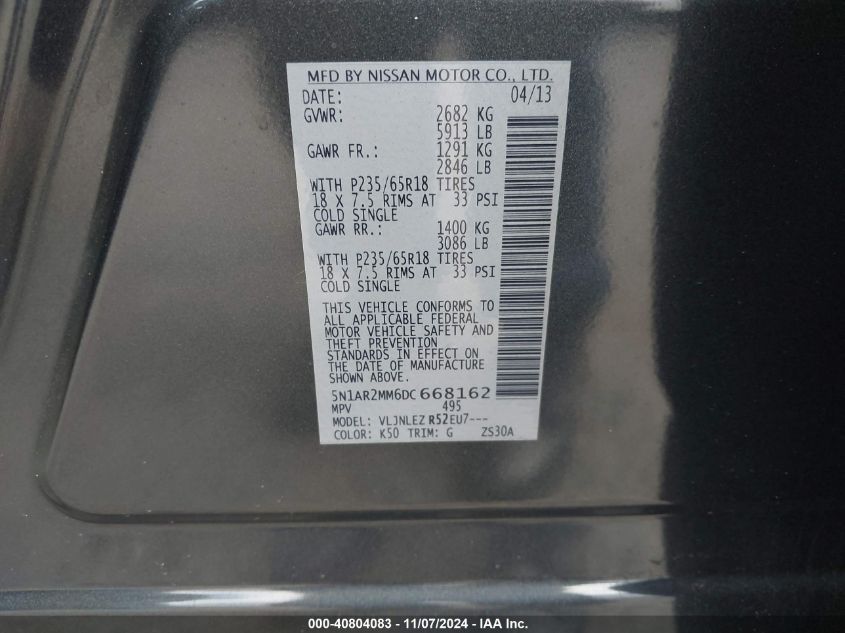 MFD BY NISSAN MOTOR CO., LTD.
DATE: 04/13
GVWR: 2682 KG
5913 LB
GAWR FR.: 1291 KG
2846 LB
WITH P235/65R18 TIRES
18 X 7.5 RIMS AT 33 PSI
COLD SINGLE
GAWR RR.: 1400 KG
3086 LB
WITH P235/65R18 TIRES
18 X 7.5 RIMS AT 33 PSI
COLD SINGLE
THIS VEHICLE CONFORMS TO
ALL APPLICABLE FEDERAL
MOTOR VEHICLE SAFETY AND
THEFT PREVENTION
STANDARDS IN EFFECT ON
THE DATE OF MANUFACTURE
SHOWN ABOVE.
5N1AR2MM6DC668162
MPV 495
MODEL: VLJNLEZ R52EU7---
COLOR: K50 TRIM: G ZS30A
000-40804083 - 11/07/2024 - IAA Inc.